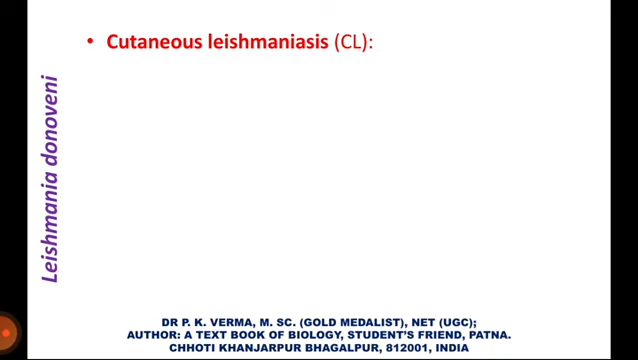 • Cutaneous leishmaniasis (CL):
Leishmania donoveni
DR P. K. VERMA, M. SC. (GOLD MEDALIST), NET (UGC);
AUTHOR: A TEXT BOOK OF BIOLOGY, STUDENT'S FRIEND, PATNA.
CHHOTI KHANJARPUR BHAGALPUR, 812001, INDIA